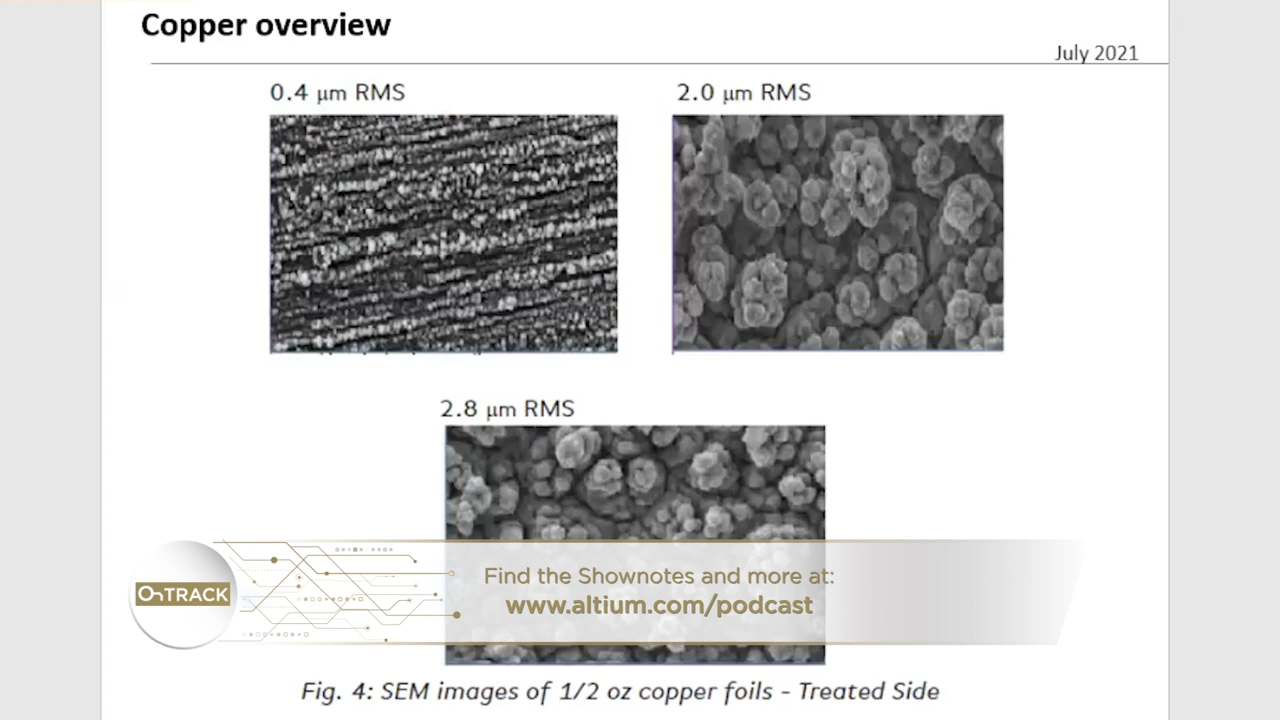 Copper overview
July 2021
0.4 μm RMS
2.0 μm RMS
2.8 μm RMS
OnTRACK
Find the Shownotes and more at:
www.altium.com/podcast
Fig. 4: SEM images of 1/2 oz copper foils - Treated Side